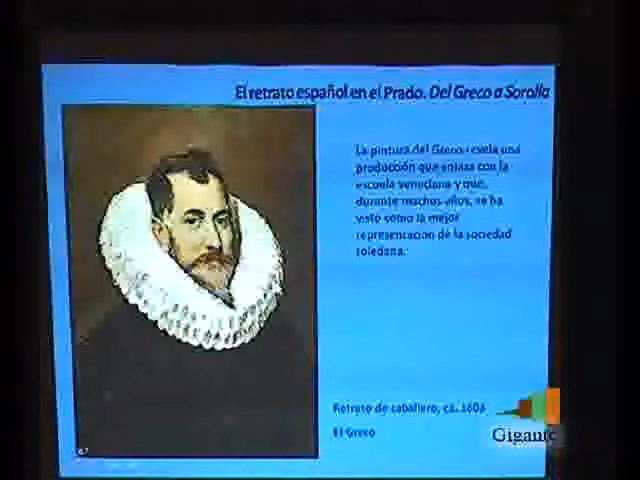 El retrato español en el Prado. Del Greco a Sorolla
La pintura del Greco revela una
producción que enlaza con la
escuela veneciana y que,
durante muchos años, se ha
visto como la mejor
representación de la sociedad
toledana.
Retrato de caballero, ca. 1603
El Greco
Gigante